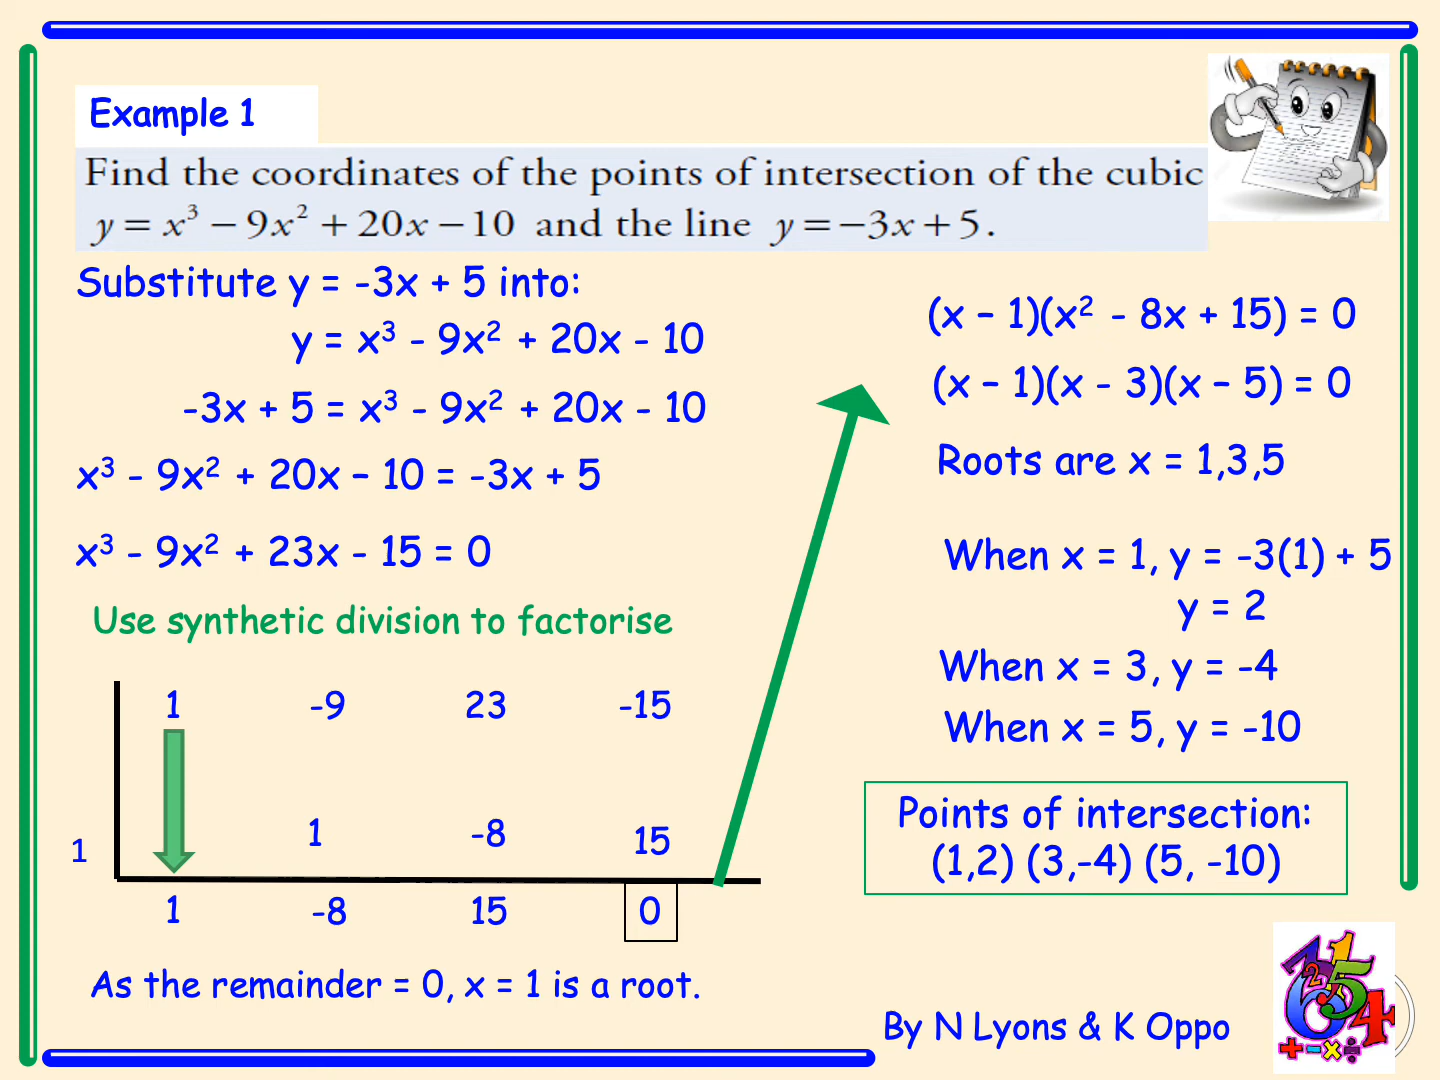 Example 1
Find the coordinates of the points of intersection of the cubic
y = x³ − 9x² + 20x − 10 and the line y = −3x + 5.
Substitute y = -3x + 5 into:
y = x³ - 9x² + 20x - 10
-3x + 5 = x³ - 9x² + 20x - 10
x³ - 9x² + 20x – 10 = -3x + 5
x³ - 9x² + 23x - 15 = 0
Use synthetic division to factorise
1 -9 23 -15
1 1 -8 15
1 -8 15 0
As the remainder = 0, x = 1 is a root.
(x – 1)(x² - 8x + 15) = 0
(x – 1)(x - 3)(x – 5) = 0
Roots are x = 1,3,5
When x = 1, y = -3(1) + 5
y = 2
When x = 3, y = -4
When x = 5, y = -10
Points of intersection:
(1,2) (3,-4) (5, -10)
By N Lyons & K Oppo